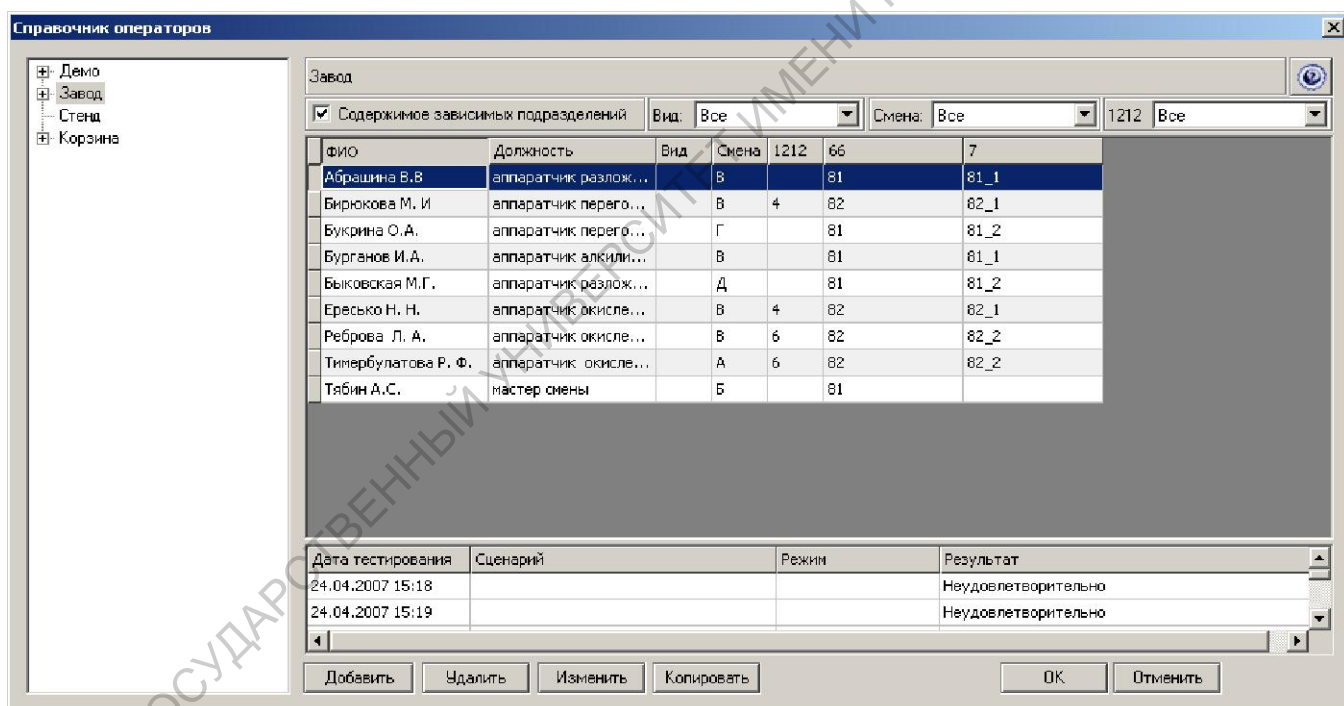 Справочник операторов
Демо
Завод
Стенд
Корзина
Завод
Содержимое зависимых подразделений Вид: Все Смена: Все 1212 Все
ФИО Должность Вид Смена 1212 66 7
Абрашина В.В аппаратчик разлож... В 81 81_1
Бирюкова М. И аппаратчик перего... В 4 82 82_1
Букрина О.А. аппаратчик перего... Г 81 81_2
Бурганов И.А. аппаратчик алкили... В 81 81_1
Быковская М.Г. аппаратчик разлож... Д 81 81_2
Ересько Н. Н. аппаратчик окисле... В 4 82 82_1
Реброва Л. А. аппаратчик окисле... В 6 82 82_2
Тимербулатова Р. Ф. аппаратчик окисле... А 6 82 82_2
Тябин А.С. мастер смены Б 81
Дата тестирования Сценарий Режим Результат
24.04.2007 15:18 Неудовлетворительно
24.04.2007 15:19 Неудовлетворительно
Добавить Удалить Изменить Копировать OK Отменить
ГОСУДАРСТВЕННЫЙ УНИВЕРСИТЕТ ИМЕНИ